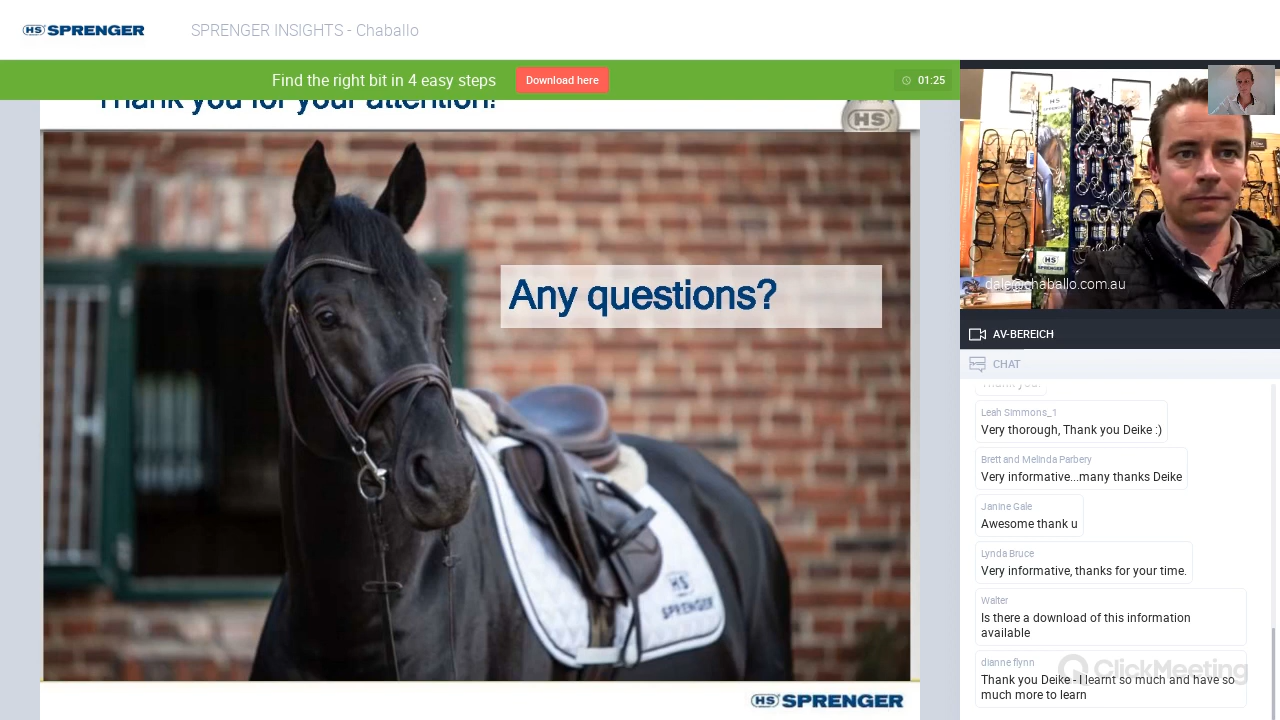 HS SPRENGER
SPRENGER INSIGHTS - Chaballo
Find the right bit in 4 easy steps
Download here
01:25
Thank you for your attention!
HS
Any questions?
HS
SPRENGER
HS SPRENGER
HS
SPRENGER
dale@chaballo.com.au
AV-BEREICH
CHAT
Thank you.
Leah Simmons_1
Very thorough, Thank you Deike :)
Brett and Melinda Parbery
Very informative...many thanks Deike
Janine Gale
Awesome thank u
Lynda Bruce
Very informative, thanks for your time.
Walter
Is there a download of this information
available
dianne flynn
Thank you Deike - I learnt so much and have so
much more to learn
ClickMeeting